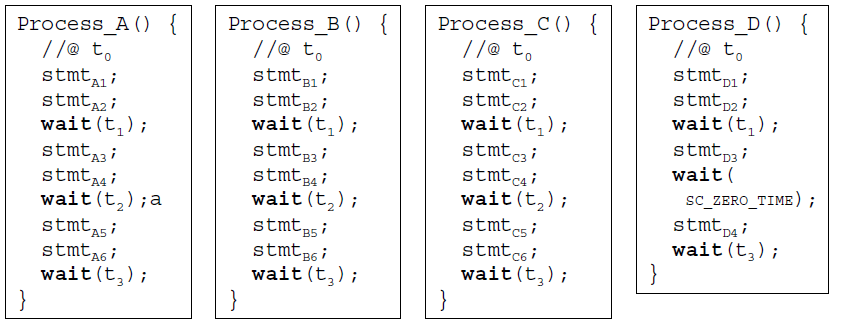 Process_A() {
//@ t0
stmtA1;
stmtA2;
wait(t1);
stmtA3;
stmtA4;
wait(t2);a
stmtA5;
stmtA6;
wait(t3);
}
Process_B() {
//@ t0
stmtB1;
stmtB2;
wait(t1);
stmtB3;
stmtB4;
wait(t2);
stmtB5;
stmtB6;
wait(t3);
}
Process_C() {
//@ t0
stmtC1;
stmtC2;
wait(t1);
stmtC3;
stmtC4;
wait(t2);
stmtC5;
stmtC6;
wait(t3);
}
Process_D() {
//@ t0
stmtD1;
stmtD2;
wait(t1);
stmtD3;
wait(
SC_ZERO_TIME);
stmtD4;
wait(t3);
}